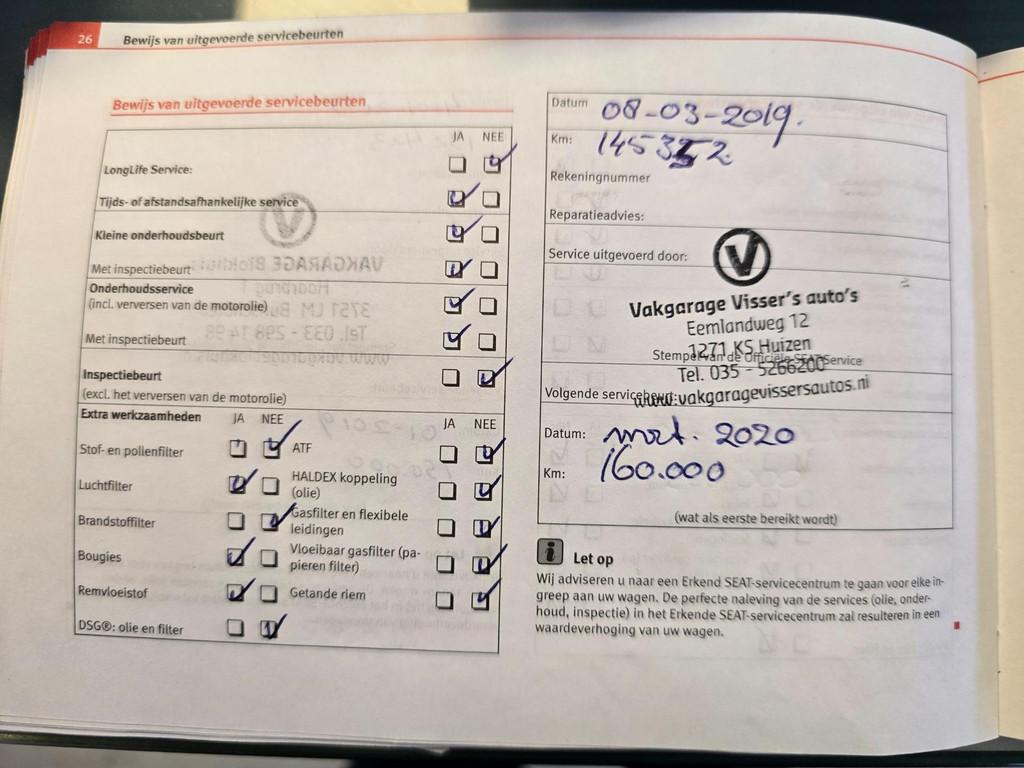 26 Bewijs van uitgevoerde servicebeurten
Bewijs van uitgevoerde servicebeurten
JA NEE
LongLife Service:
Tijds- of afstandsafhankelijke service
Kleine onderhoudsbeurt
Met inspectiebeurt
Onderhoudsservice
(incl. verversen van de motorolie)
Met inspectiebeurt
Inspectiebeurt
(excl. het verversen van de motorolie)
Extra werkzaamheden JA NEE JA NEE
Stof- en pollenfilter ATF
Luchtfilter HALDEX koppeling
(olie)
Brandstoffilter Gasfilter en flexibele
leidingen
Bougies Vloeibaar gasfilter (pa-
pieren filter)
Remvloeistof Getande riem
DSG®: olie en filter
Datum 08-03-2019.
Km: 145352
Rekeningnummer
Reparatieadvies:
Service uitgevoerd door:
V
Vakgarage Visser's auto's
Eemlandweg 12
1271 KS Huizen
Stempel van de Officiële SEAT Service
Tel. 035 - 5266200
Volgende servicebeurt:
www.vakgaragevissersautos.nl
Datum: mrt. 2020
Km: 160.000
(wat als eerste bereikt wordt)
i Let op
Wij adviseren u naar een Erkend SEAT-servicecentrum te gaan voor elke in-
greep aan uw wagen. De perfecte naleving van de services (olie, onder-
houd, inspectie) in het Erkende SEAT-servicecentrum zal resulteren in een
waardeverhoging van uw wagen.